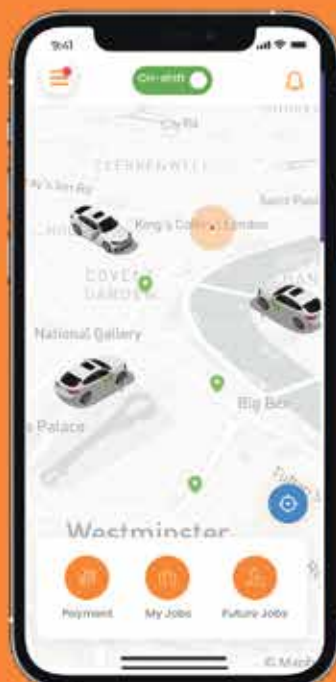 9:41
On-shift
City Rd
CLERKENWELL
King's College London
COVENT
GARDEN
National Gallery
Big Ben
Palace
Westminster
Payment
My Jobs
Future Jobs